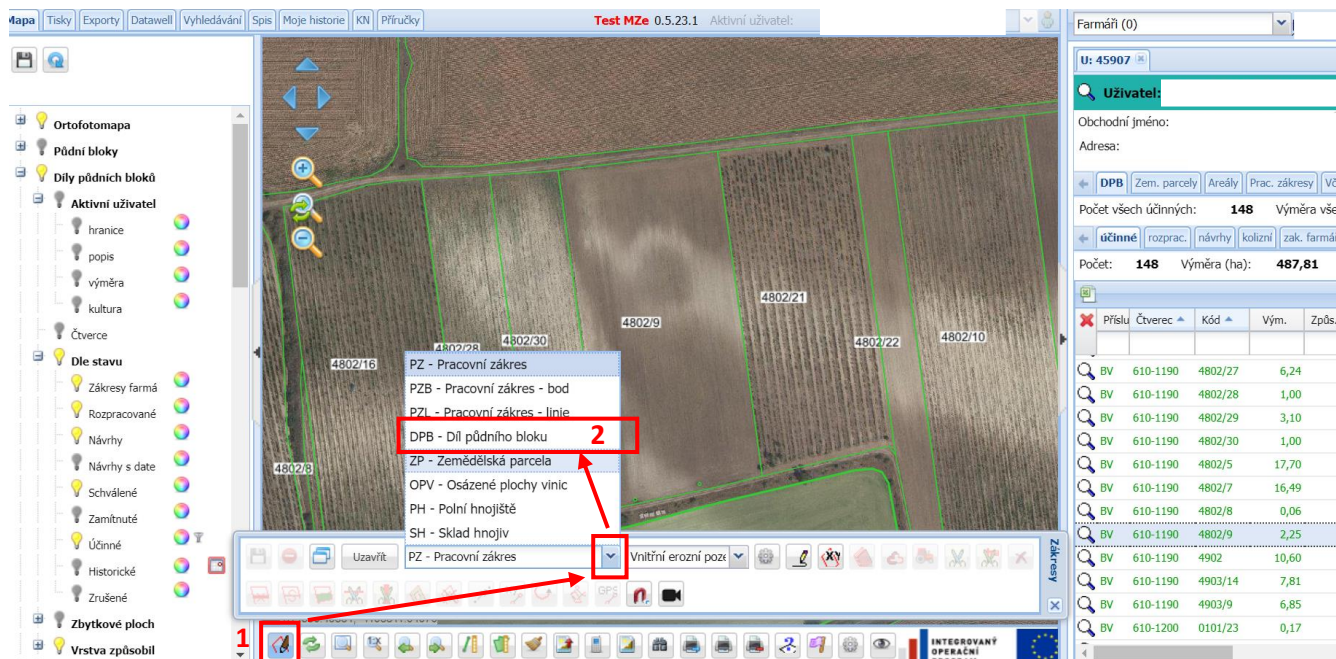 Mapa Tisky Exporty Datawell Vyhledávání Spis Moje historie KN Příručky Test MZe 0.5.23.1 Aktivní uživatel:
Farmáři (0)
U: 45907
Uživatel:
Obchodní jméno:
Adresa:
DPB Zem. parcely Areály Prac. zákresy
Počet všech účinných: 148 Výměra vše
účinné rozprac. návrhy kolizní zak. farmář
Počet: 148 Výměra (ha): 487,81
Příslu Čtverec Kód Vým. Způs.
BV 610-1190 4802/27 6,24
BV 610-1190 4802/28 1,00
BV 610-1190 4802/29 3,10
BV 610-1190 4802/30 1,00
BV 610-1190 4802/5 17,70
BV 610-1190 4802/7 16,49
BV 610-1190 4802/8 0,06
BV 610-1190 4802/9 2,25
BV 610-1190 4902 10,60
BV 610-1190 4903/14 7,81
BV 610-1190 4903/9 6,85
BV 610-1200 0101/23 0,17
Ortofotomapa
Půdní bloky
Díly půdních bloků
Aktivní uživatel
hranice
popis
výměra
kultura
Čtverce
Dle stavu
Zákresy farmá
Rozpracované
Návrhy
Návrhy s date
Schválené
Zamítnuté
Účinné
Historické
Zrušené
Zbytkové ploch
Vrstva způsobil
4802/21
4802/9
4802/30
4802/28
4802/22
4802/10
4802/16
4802/8
PZ - Pracovní zákres
PZB - Pracovní zákres - bod
PZL - Pracovní zákres - linie
DPB - Díl půdního bloku 2
ZP - Zemědělská parcela
OPV - Osázené plochy vinic
PH - Polní hnojiště
SH - Sklad hnojiv
Uzavřít PZ - Pracovní zákres Vnitřní erozní poze
XY
GPS
Zákresy
1
INTEGROVANÝ
OPERAČNÍ